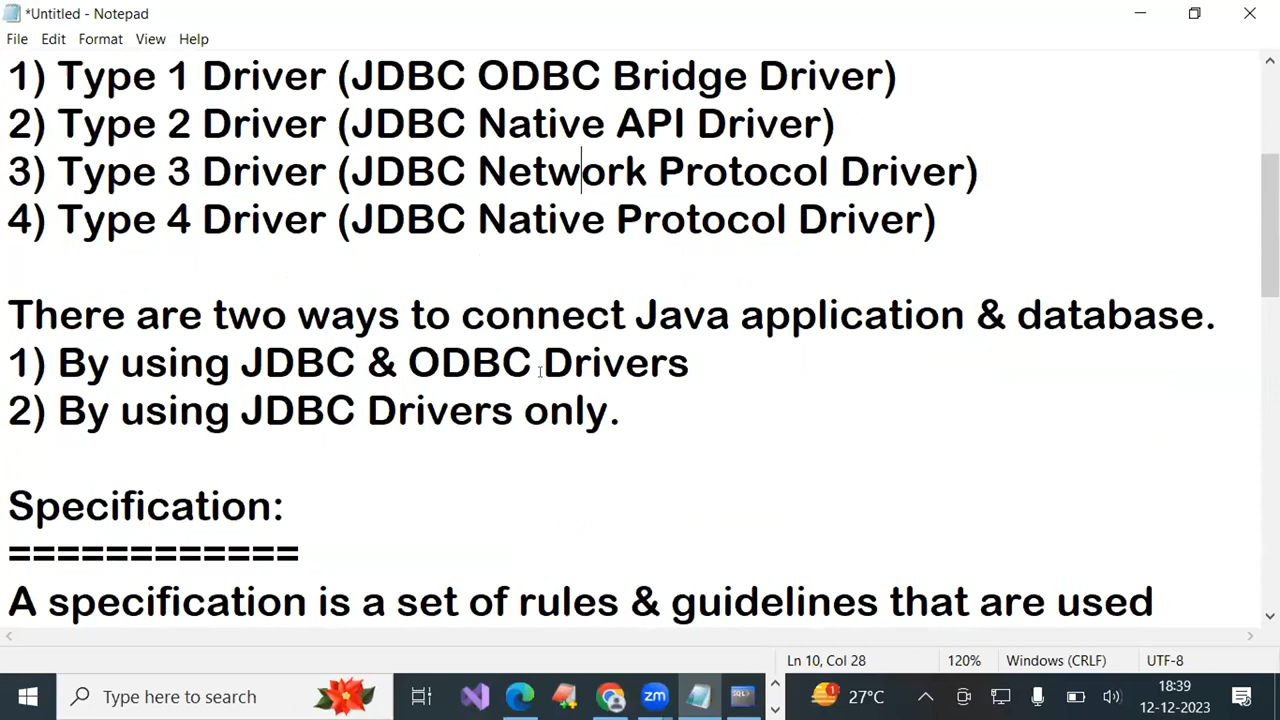 *Untitled - Notepad
File Edit Format View Help
1) Type 1 Driver (JDBC ODBC Bridge Driver)
2) Type 2 Driver (JDBC Native API Driver)
3) Type 3 Driver (JDBC Network Protocol Driver)
4) Type 4 Driver (JDBC Native Protocol Driver)
There are two ways to connect Java application & database.
1) By using JDBC & ODBC Drivers
2) By using JDBC Drivers only.
Specification:
============
A specification is a set of rules & guidelines that are used
Ln 10, Col 28 120% Windows (CRLF) UTF-8
Type here to search zm SQL> 1 27°C 18:39
12-12-2023